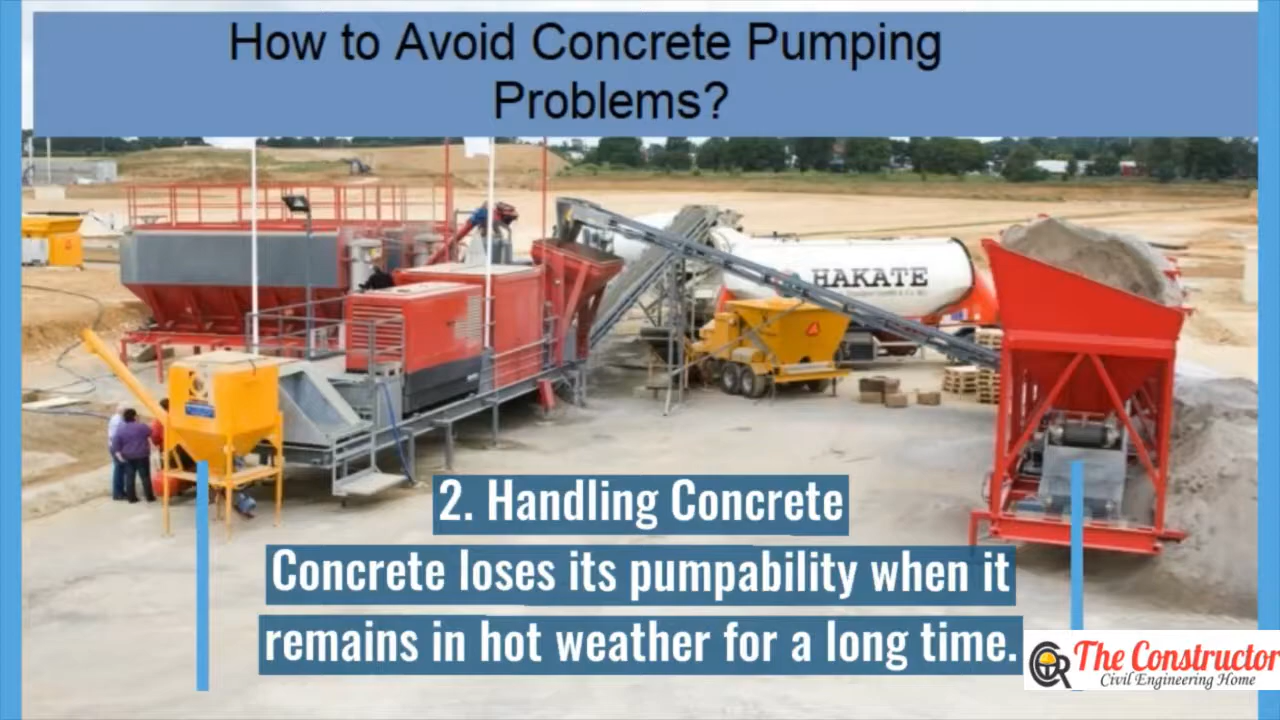 How to Avoid Concrete Pumping
Problems?
HAKATE
2. Handling Concrete
Concrete loses its pumpability when it
remains in hot weather for a long time.
The Constructor
Civil Engineering Home